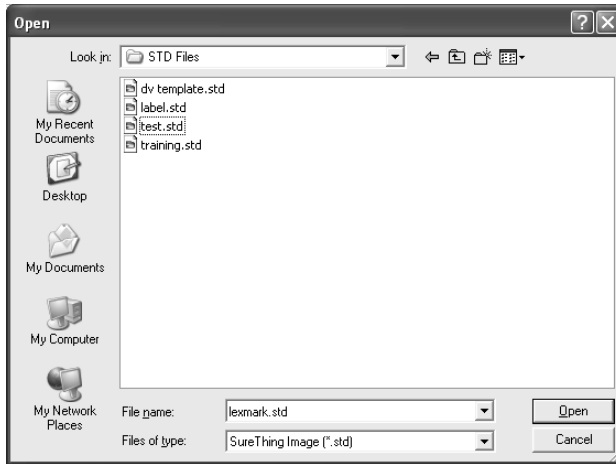 Open
Look in: STD Files
dv template.std
label.std
test.std
training.std
My Recent
Documents
Desktop
My Documents
My Computer
My Network
Places
File name: lexmark.std Open
Files of type: SureThing Image (*.std) Cancel